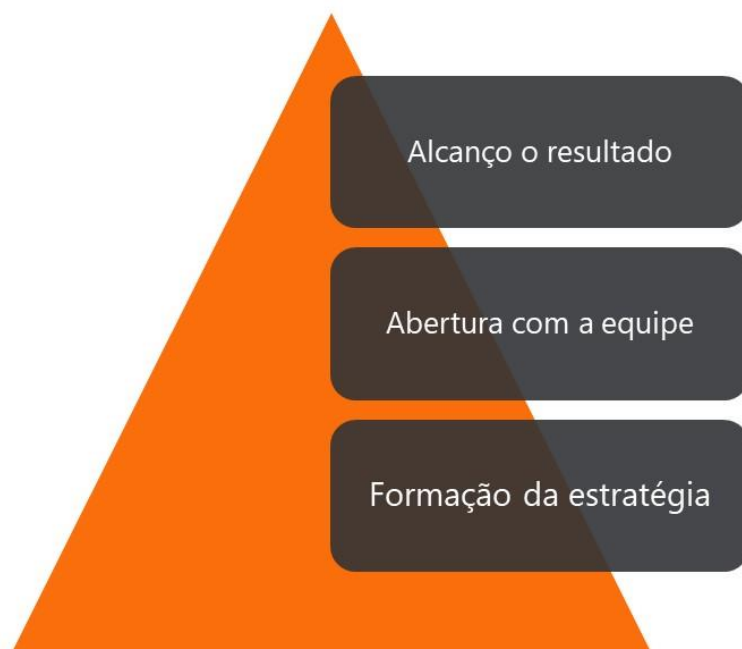 Alcanço o resultado
Abertura com a equipe
Formação da estratégia